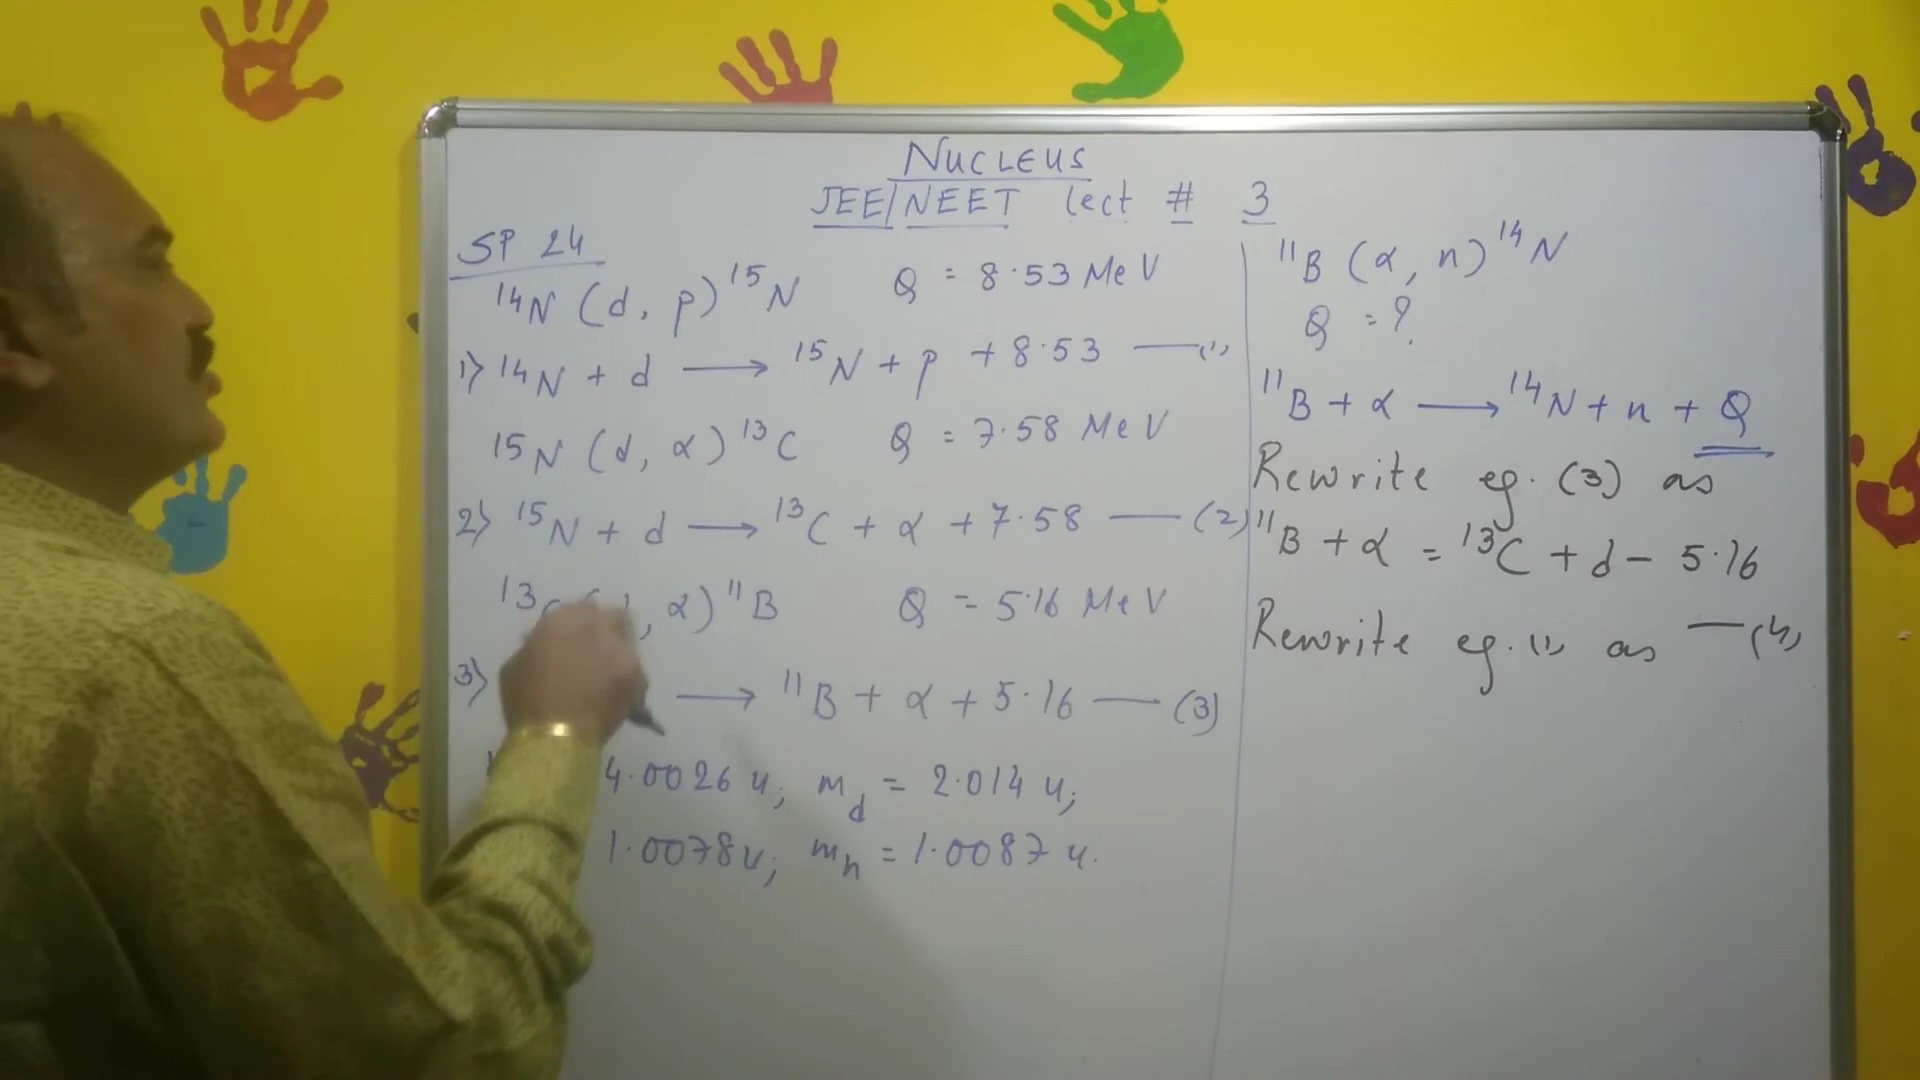 NUCLEUS
JEE/NEET Lect # 3
SP 24
¹⁴N (d, p) ¹⁵N Q = 8.53 MeV
1) ¹⁴N + d ⟶ ¹⁵N + p + 8.53 — (1)
¹⁵N (d, α) ¹³C Q = 7.58 MeV
2) ¹⁵N + d ⟶ ¹³C + α + 7.58 — (2)
¹³C , α) ¹¹B Q = 5.16 MeV
3) ⟶ ¹¹B + α + 5.16 — (3)
4.0026 u; m_d = 2.014 u;
1.0078 u; m_n = 1.0087 u.
¹¹B (α, n) ¹⁴N
Q = ?
¹¹B + α ⟶ ¹⁴N + n + Q
Rewrite eq. (3) as
¹¹B + α = ¹³C + d - 5.16
— (4)
Rewrite eq. (1) as